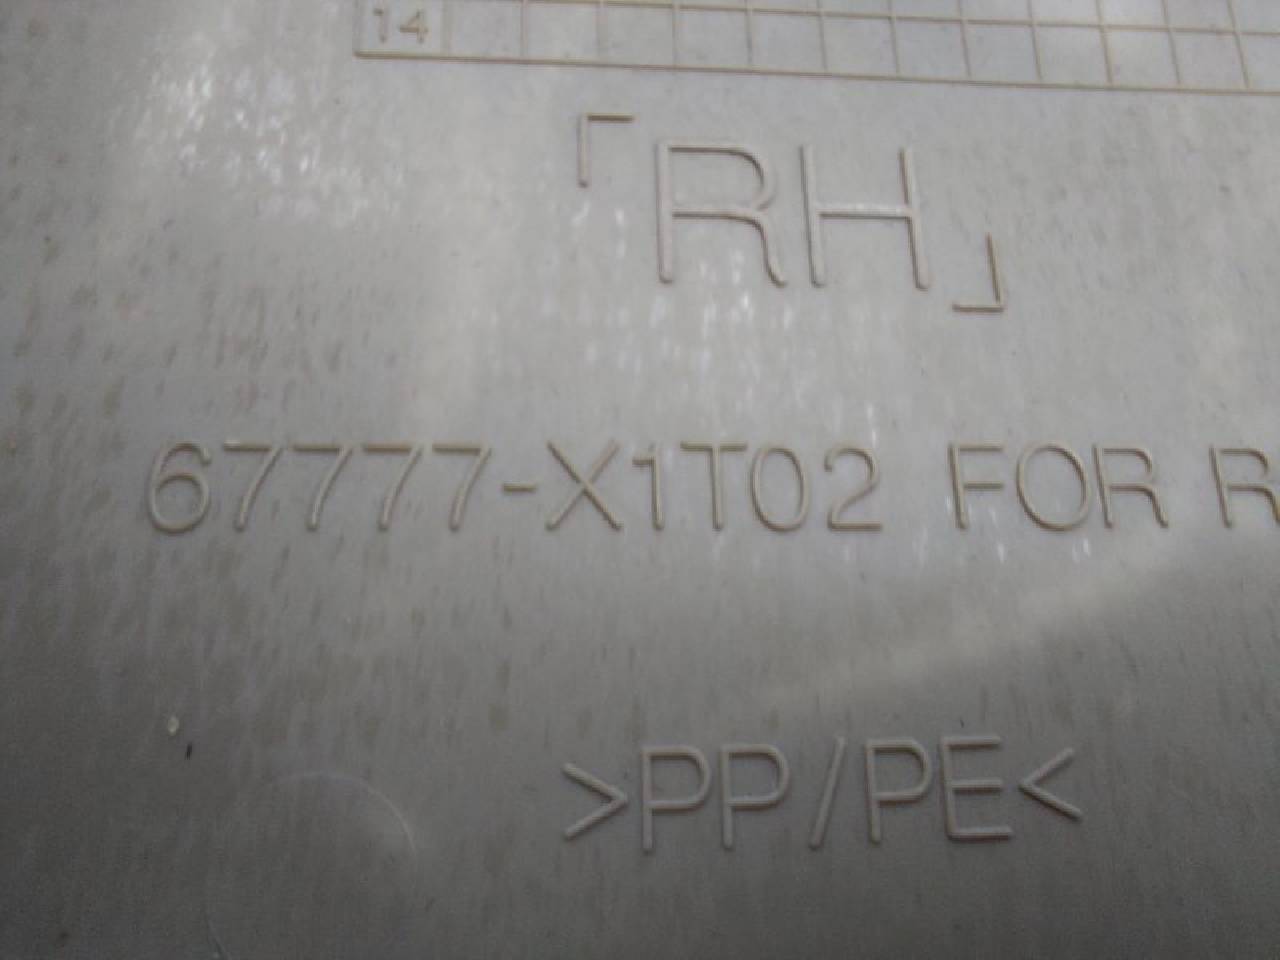 14
「RH」
67777-X1T02 FOR R
>PP/PE<